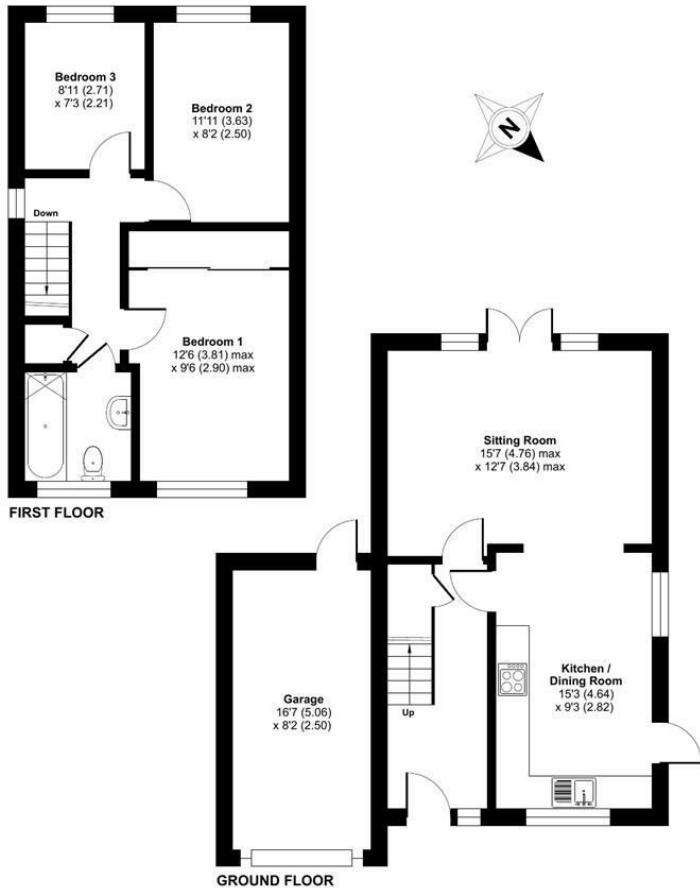 Bedroom 3
8'11 (2.71)
x 7'3 (2.21)
Bedroom 2
11'11 (3.63)
x 8'2 (2.50)
N
Down
Bedroom 1
12'6 (3.81) max
x 9'6 (2.90) max
FIRST FLOOR
Sitting Room
15'7 (4.76) max
x 12'7 (3.84) max
Kitchen /
Dining Room
15'3 (4.64)
x 9'3 (2.82)
Garage
16'7 (5.06)
x 8'2 (2.50)
Up
GROUND FLOOR